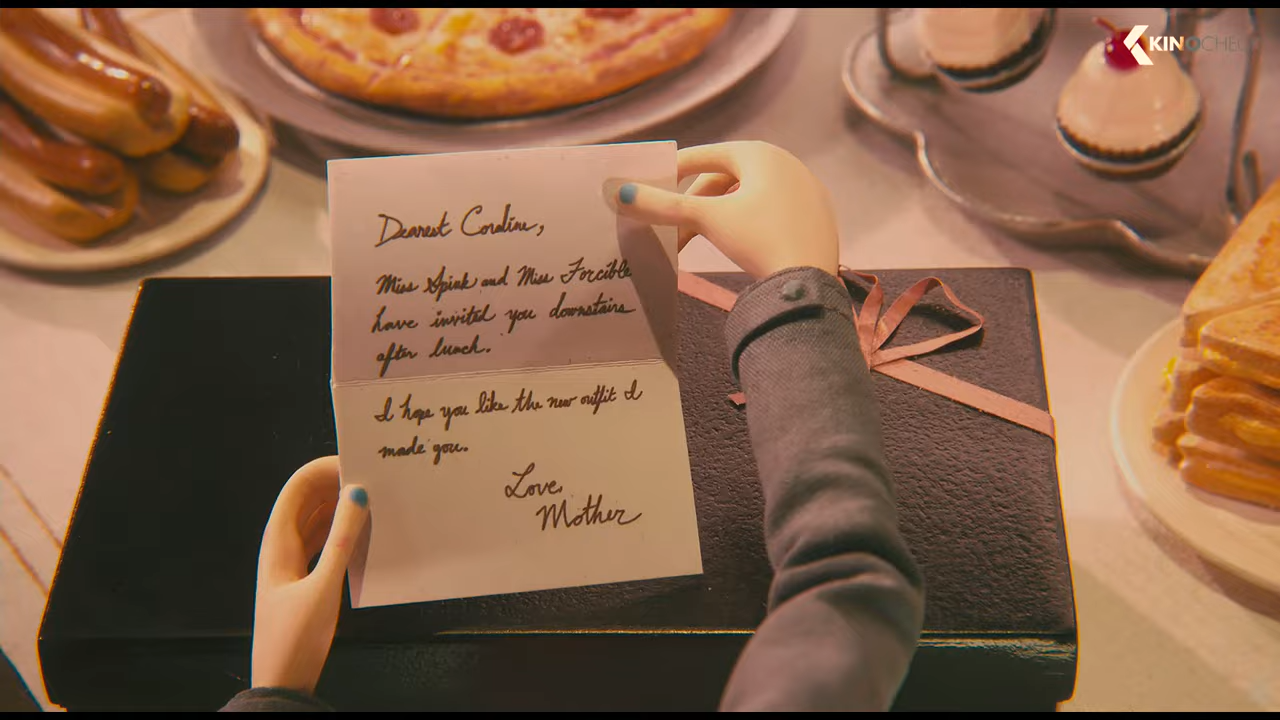 KINOCHECK
Dearest Coraline,
Miss Spink and Miss Forcible
have invited you downstairs
after lunch.
I hope you like the new outfit I
made you.
Love,
Mother